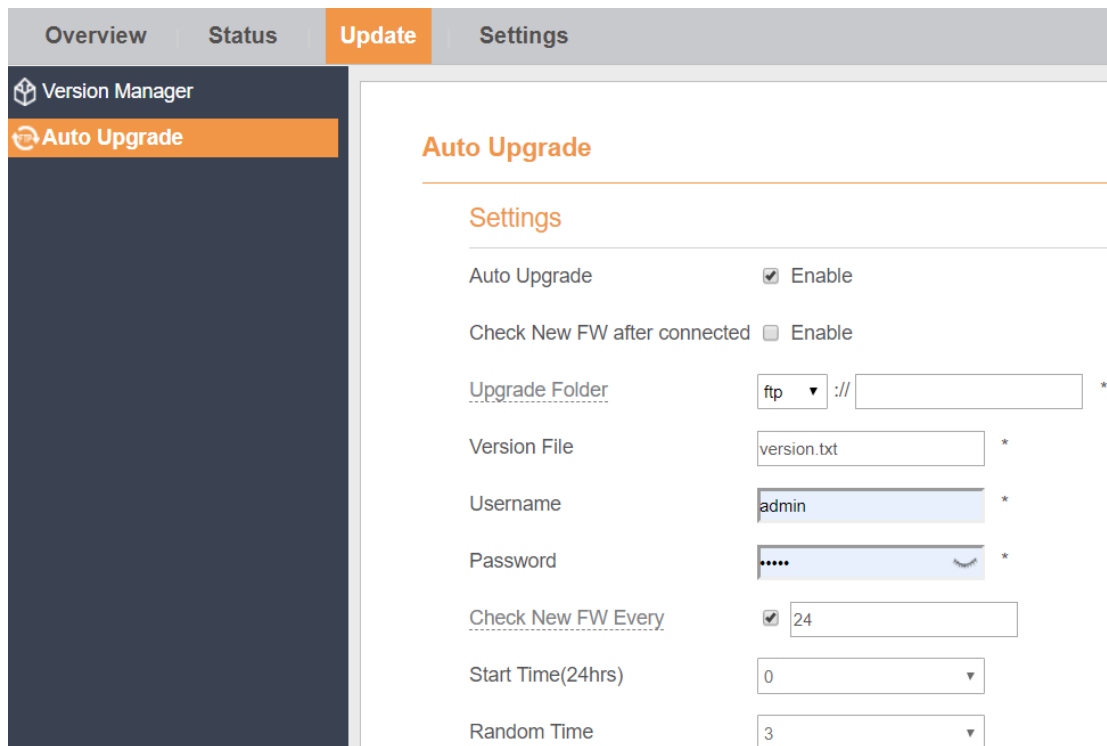 Overview Status Update Settings
Version Manager
FTP Auto Upgrade
Auto Upgrade
Settings
Auto Upgrade Enable
Check New FW after connected Enable
Upgrade Folder ftp :// *
Version File version.txt *
Username admin *
Password ••••• *
Check New FW Every 24
Start Time(24hrs) 0
Random Time 3